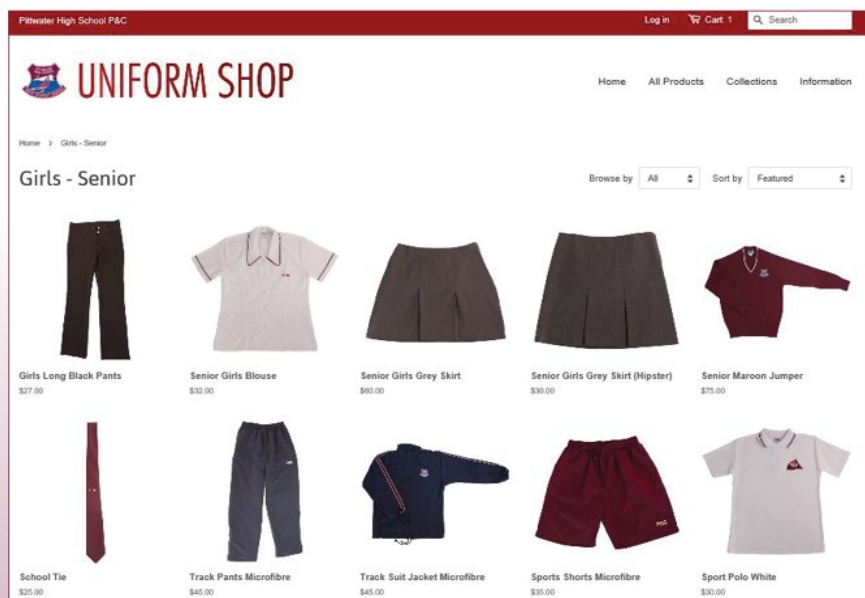 Pittwater High School P&C
Log in Cart 1 Search
UNIFORM SHOP
Home All Products Collections Information
Home > Girls - Senior
Girls - Senior
Browse by All Sort by Featured
Girls Long Black Pants Senior Girls Blouse Senior Girls Grey Skirt Senior Girls Grey Skirt (Hipster) Senior Maroon Jumper
$27.00 $32.00 $60.00 $30.00 $75.00
School Tie Track Pants Microfibre Track Suit Jacket Microfibre Sports Shorts Microfibre Sport Polo White
$25.00 $45.00 $45.00 $35.00 $30.00